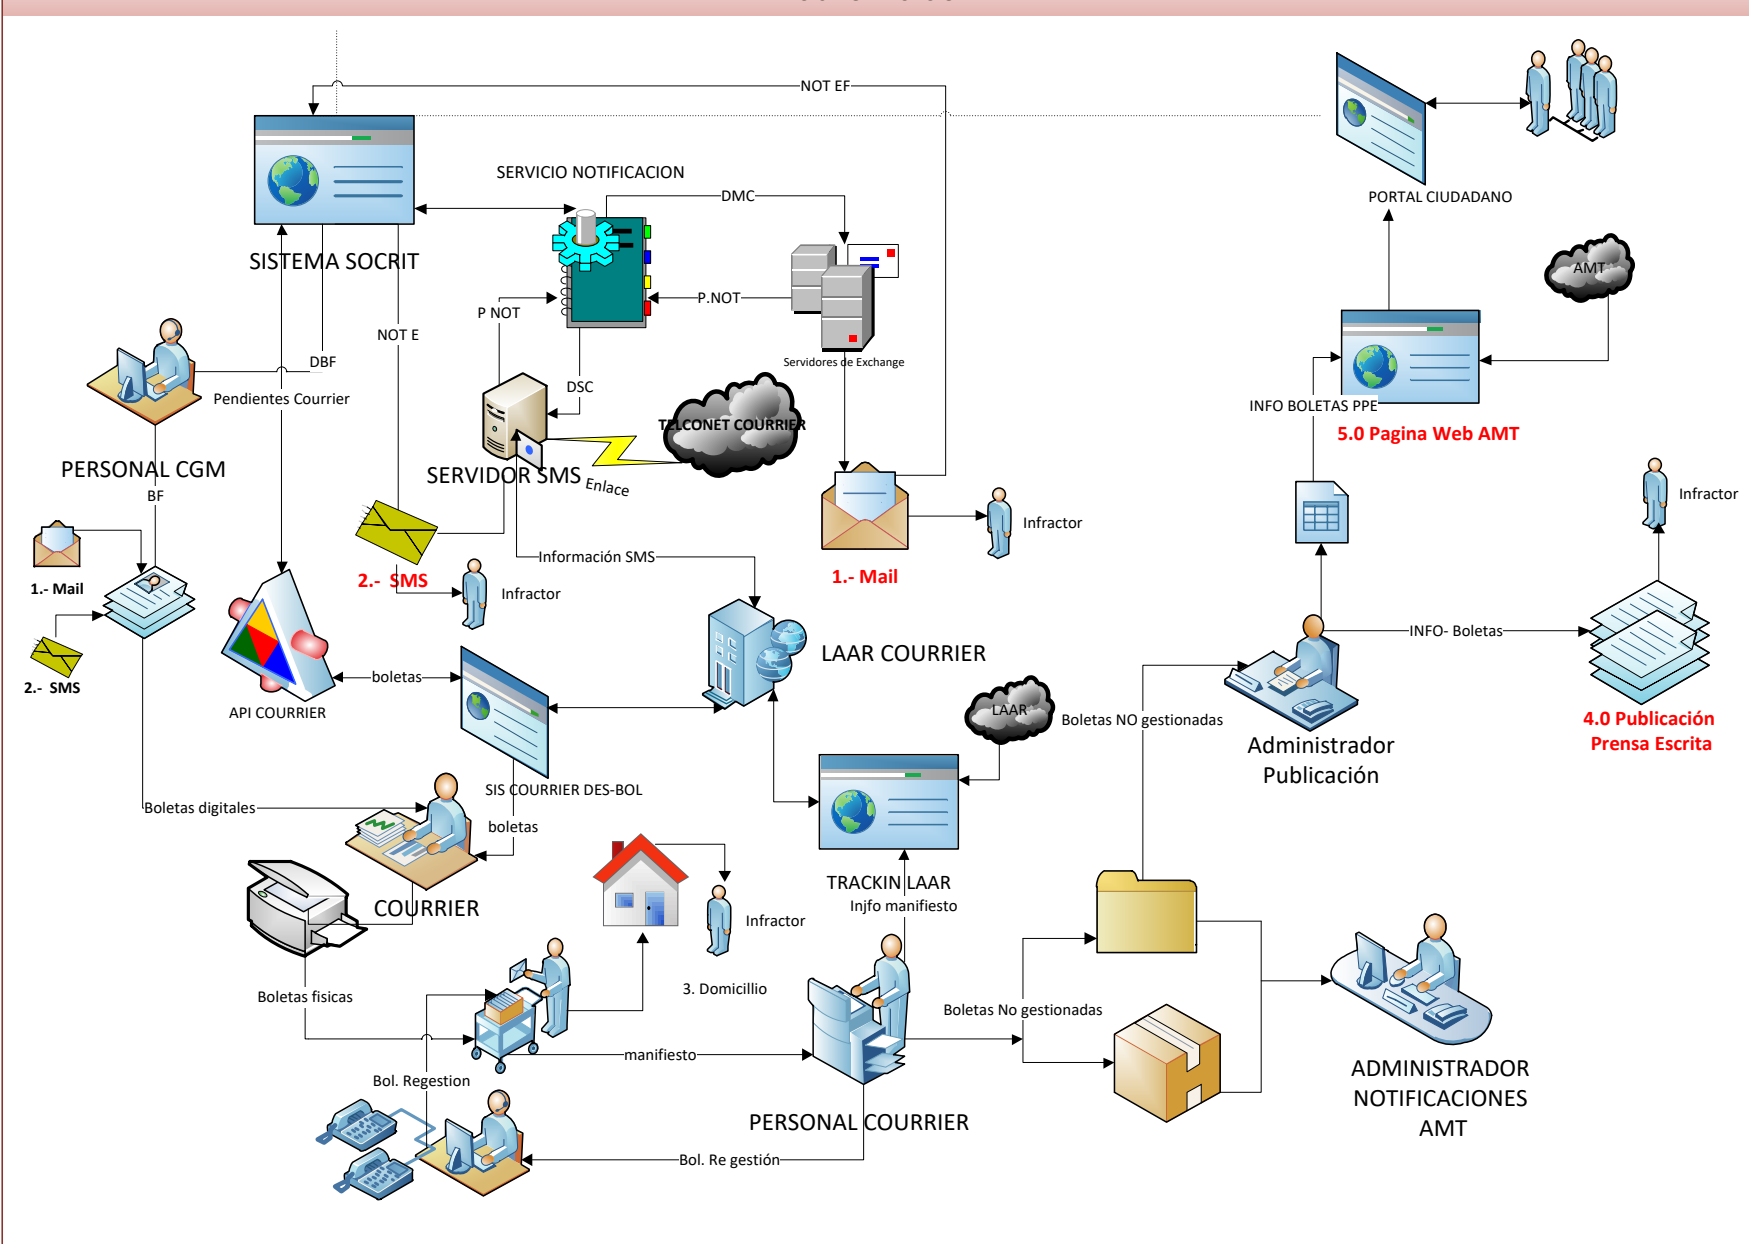 NOT EF
SERVICIO NOTIFICACION
DMC
PORTAL CIUDADANO
SISTEMA SOCRIT
AMT
P.NOT
P NOT
NOT E
DBF
Servidores de Exchange
DSC
Pendientes Courrier
INFO BOLETAS PPE
TELCONET COURRIER
5.0 Pagina Web AMT
PERSONAL CGM
SERVIDOR SMS
Enlace
BF
Infractor
Infractor
Información SMS
1.- Mail
2.- SMS
1.- Mail
Infractor
INFO- Boletas
LAAR COURRIER
boletas
2.- SMS
API COURRIER
LAAR
Boletas NO gestionadas
4.0 Publicación
Prensa Escrita
Administrador
Publicación
SIS COURRIER DES-BOL
Boletas digitales
boletas
TRACKIN LAAR
Injfo manifiesto
COURRIER
Infractor
3. Domicillio
Boletas fisicas
Boletas No gestionadas
manifiesto
Bol. Regestion
ADMINISTRADOR
NOTIFICACIONES
AMT
PERSONAL COURRIER
Bol. Re gestión